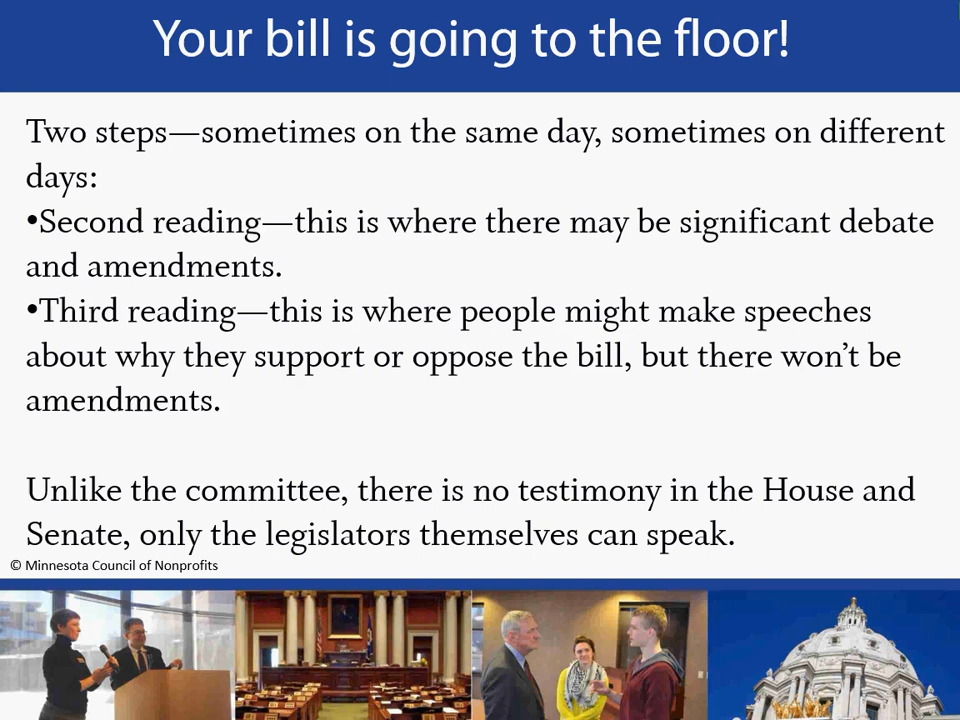 Your bill is going to the floor!
Two steps—sometimes on the same day, sometimes on different
days:
•Second reading—this is where there may be significant debate
and amendments.
•Third reading—this is where people might make speeches
about why they support or oppose the bill, but there won’t be
amendments.
Unlike the committee, there is no testimony in the House and
Senate, only the legislators themselves can speak.
© Minnesota Council of Nonprofits